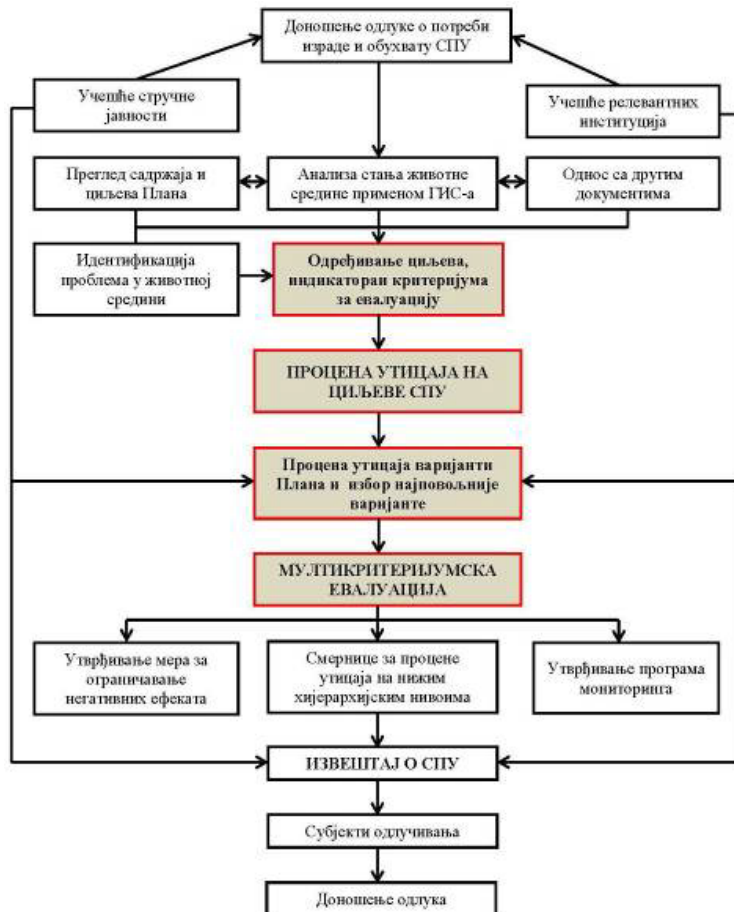 Доношење одлуке о потреби
израде и обухвату СПУ
Учешће стручне
јавности
Учешће релевантних
институција
Преглед садржаја и
циљева Плана
Анализа стања животне
средине применом ГИС-а
Однос са другим
документима
Идентификација
проблема у животној
средини
Одређивање циљева,
индикатораи критеријума
за евалуацију
ПРОЦЕНА УТИЦАЈА НА
ЦИЉЕВЕ СПУ
Процена утицаја варијанти
Плана и избор најповољније
варијанте
МУЛТИКРИТЕРИЈУМСКА
ЕВАЛУАЦИЈА
Утврђивање мера за
ограничавање
негативних ефеката
Смернице за процене
утицаја на нижим
хијерархијским нивоима
Утврђивање програма
мониторинга
ИЗВЕШТАЈ О СПУ
Субјекти одлучивања
Доношење одлука